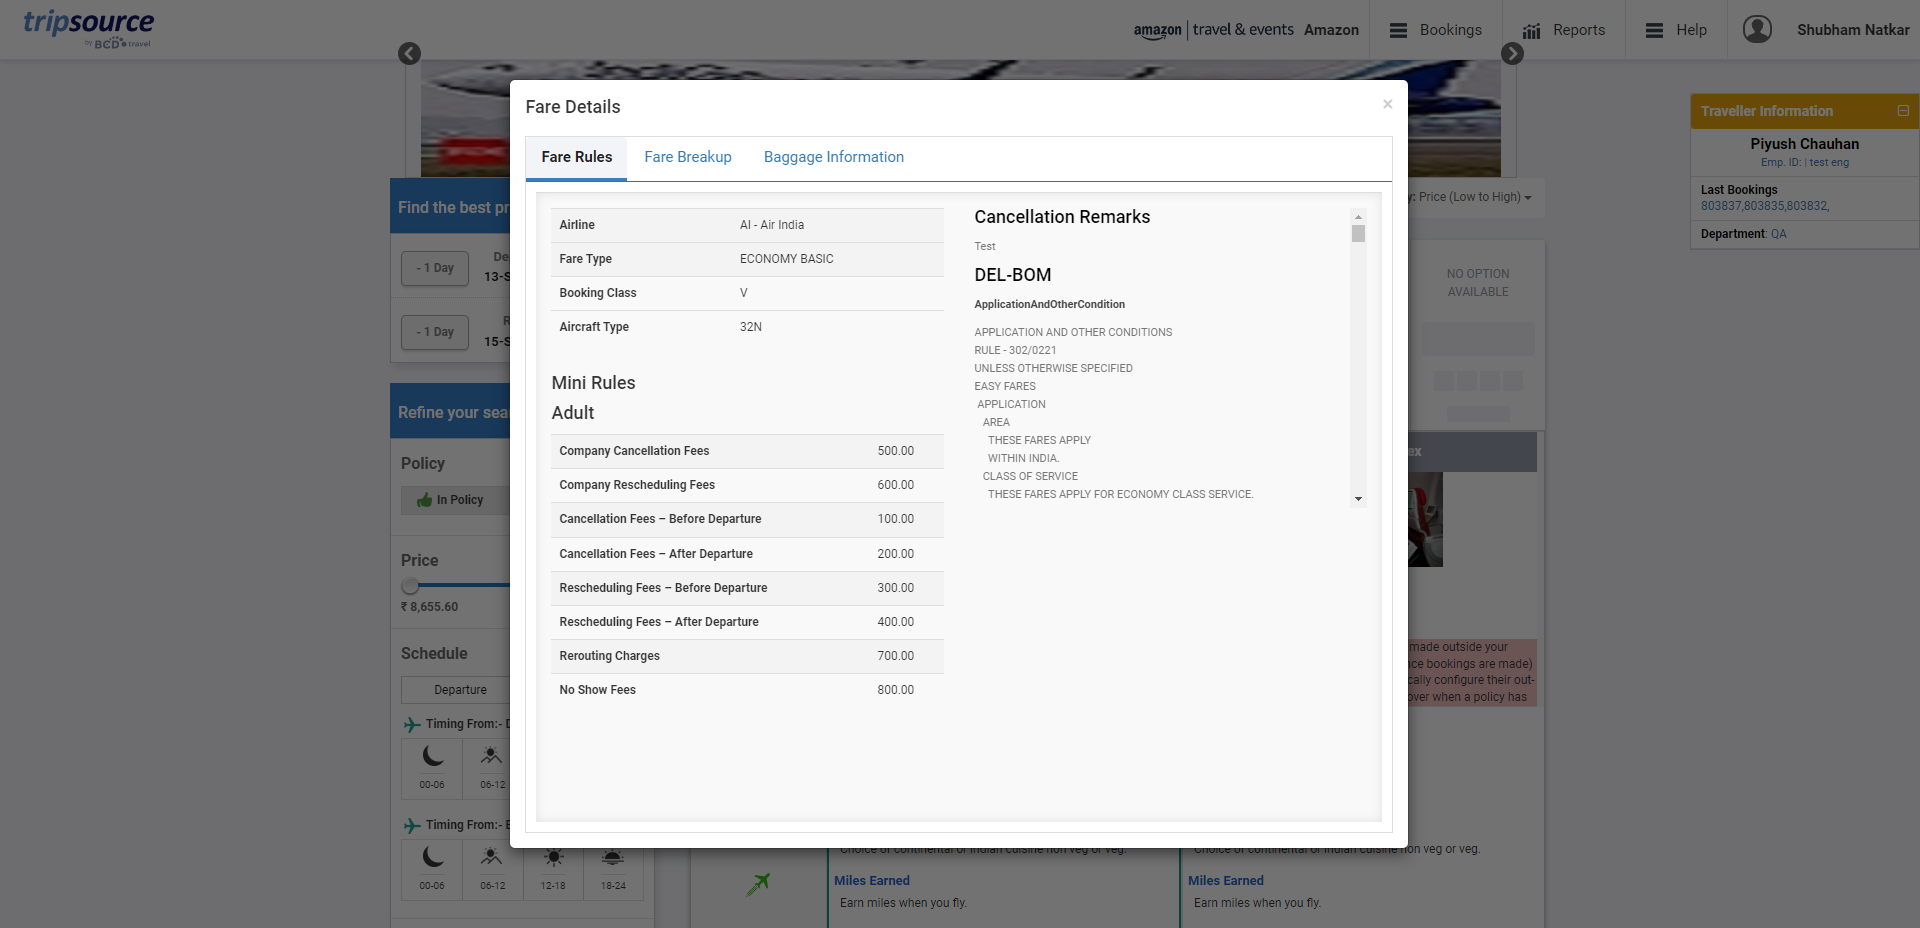 tripsource
by BCD travel
amazon | travel & events Amazon
Bookings
Reports
Help
Shubham Natkar
Fare Details
×
Fare Rules
Fare Breakup
Baggage Information
Airline AI - Air India
Fare Type ECONOMY BASIC
Booking Class V
Aircraft Type 32N
Mini Rules
Adult
Company Cancellation Fees 500.00
Company Rescheduling Fees 600.00
Cancellation Fees – Before Departure 100.00
Cancellation Fees – After Departure 200.00
Rescheduling Fees – Before Departure 300.00
Rescheduling Fees – After Departure 400.00
Rerouting Charges 700.00
No Show Fees 800.00
Cancellation Remarks
Test
DEL-BOM
ApplicationAndOtherCondition
APPLICATION AND OTHER CONDITIONS
RULE - 302/0221
UNLESS OTHERWISE SPECIFIED
EASY FARES
APPLICATION
AREA
THESE FARES APPLY
WITHIN INDIA.
CLASS OF SERVICE
THESE FARES APPLY FOR ECONOMY CLASS SERVICE.
Traveller Information
Piyush Chauhan
Emp. ID: | test eng
Last Bookings
803837,803835,803832,
Department: QA
Find the best pr
- 1 Day
De
13-S
- 1 Day
R
15-S
Refine your sea
Policy
In Policy
Price
₹ 8,655.60
Schedule
Departure
Timing From:- D
00-06
06-12
Timing From:-
00-06
06-12
12-18
18-24
y: Price (Low to High)
NO OPTION
AVAILABLE
ex
made outside your
nce bookings are made)
cally configure their out-
over when a policy has
Choice of continental or Indian cuisine non veg or veg.
Miles Earned
Earn miles when you fly.
Choice of continental or Indian cuisine non veg or veg.
Miles Earned
Earn miles when you fly.